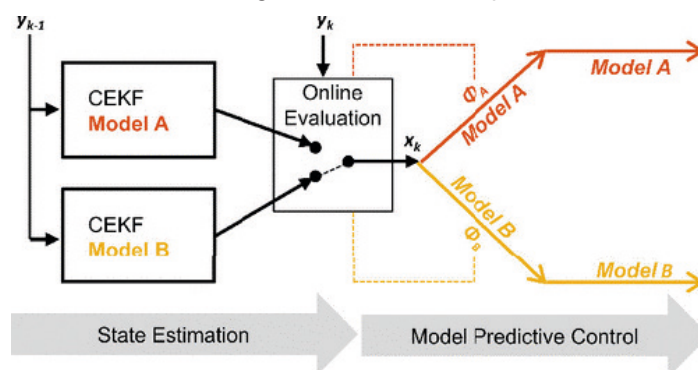 yk-1
yk
CEKF
Model A
Online
Evaluation
xk
ΦA
Model A
Model A
CEKF
Model B
Model B
ΦB
Model B
State Estimation
Model Predictive Control